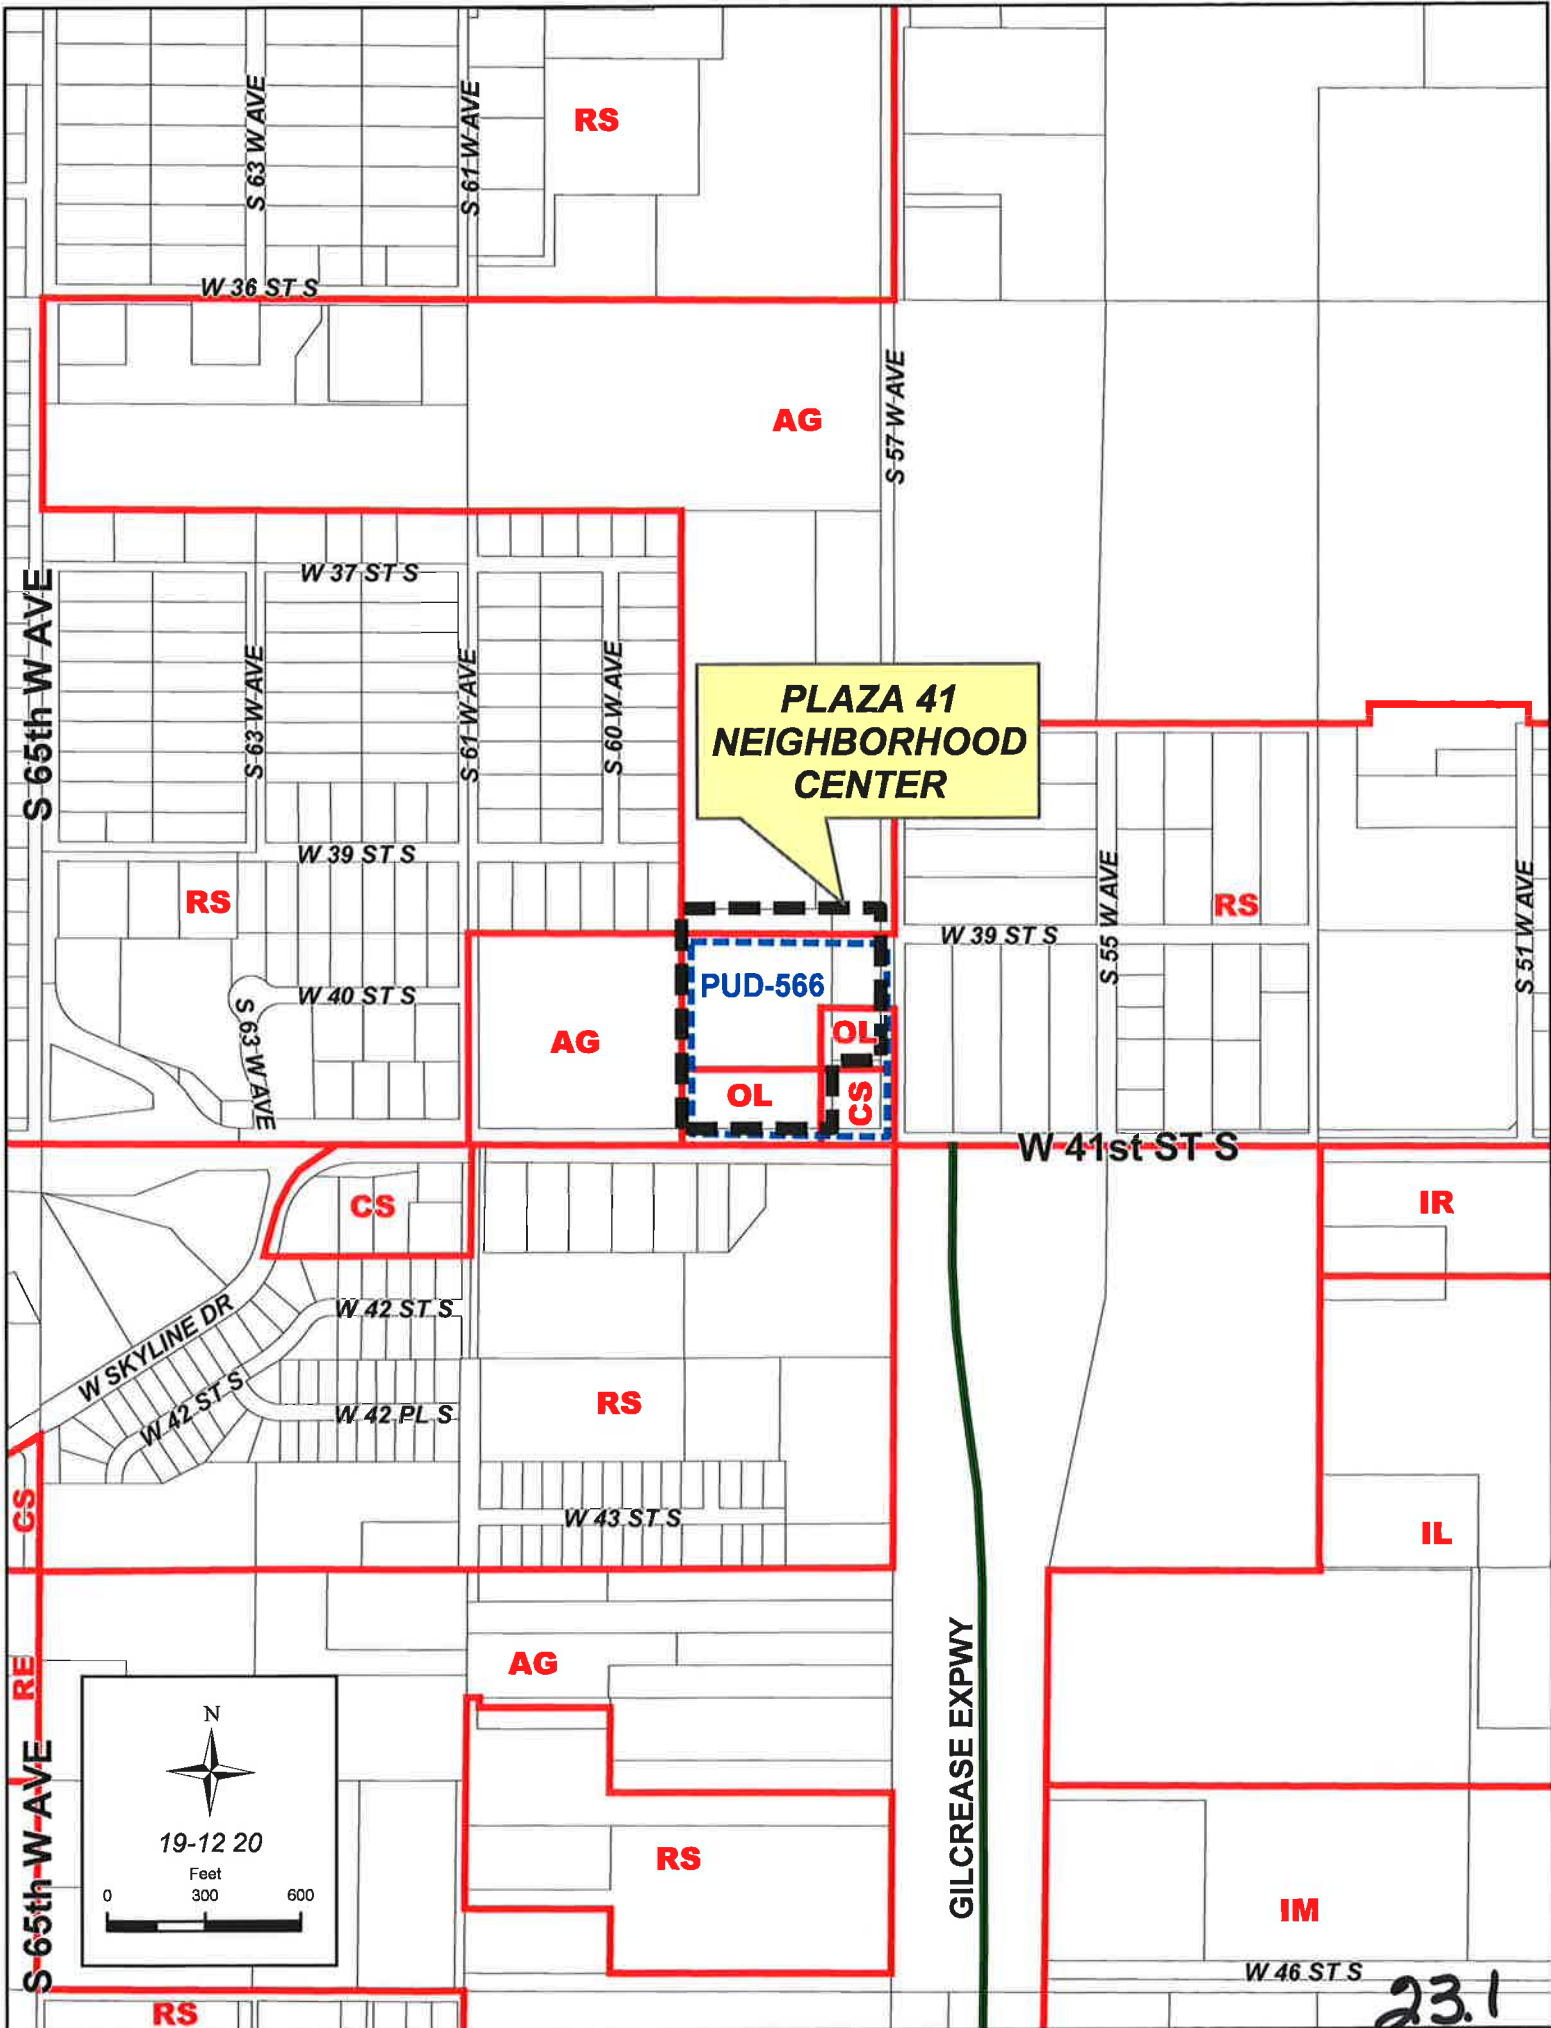 S 63 W AVE
S 61 W AVE
RS
W 36 ST S
AG
S 57 W AVE
W 37 ST S
S 65th W AVE
S 63 W AVE
S 61 W AVE
S 60 W AVE
PLAZA 41
NEIGHBORHOOD
CENTER
W 39 ST S
RS
RS
S 55 W AVE
S 51 W AVE
W 39 ST S
PUD-566
W 40 ST S
S 63 W AVE
AG
OL
OL
CS
W 41st ST S
CS
IR
W 42 ST S
W SKYLINE DR
W 42 ST S
W 42 PL S
RS
CS
W 43 ST S
IL
RE
AG
GILCREASE EXPWY
N
19-12 20
Feet
0 300 600
S 65th W AVE
RS
IM
W 46 ST S
23.1
RS